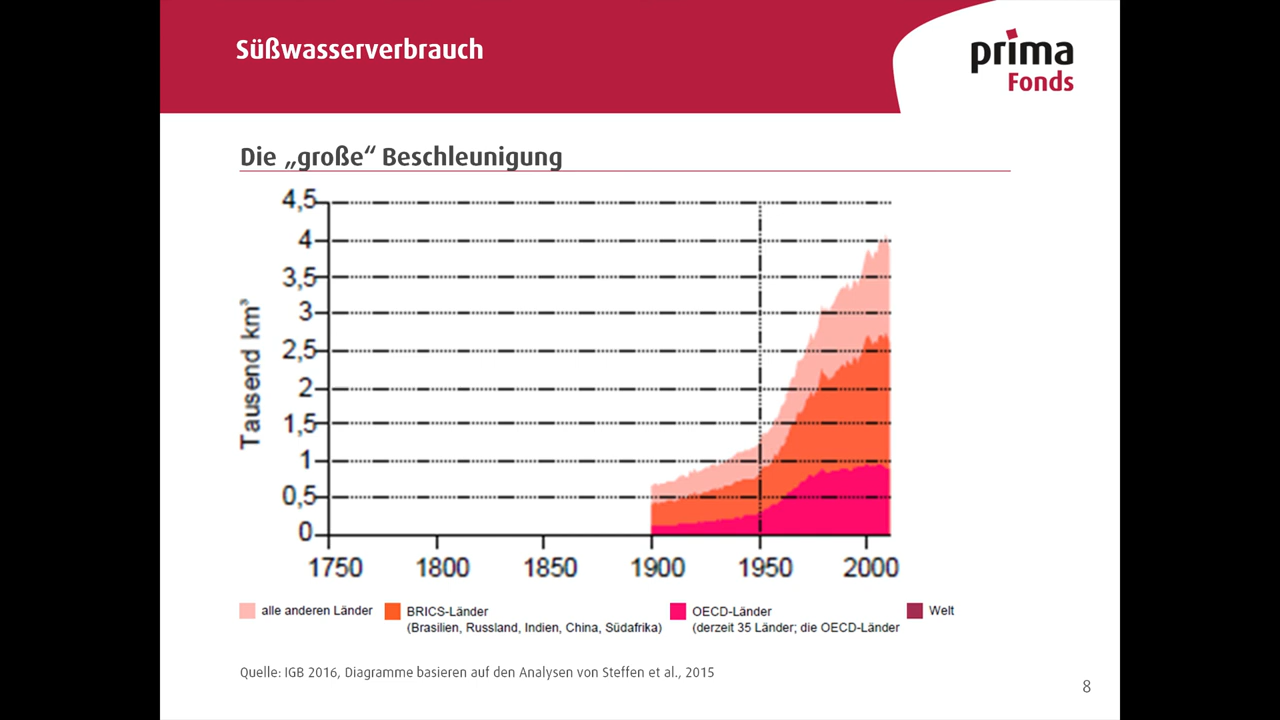 Süßwasserverbrauch
prima
Fonds
Die „große“ Beschleunigung
4,5
4
3,5
3
2,5
2
1,5
1
0,5
0
Tausend km³
1750 1800 1850 1900 1950 2000
alle anderen Länder BRICS-Länder OECD-Länder Welt
(Brasilien, Russland, Indien, China, Südafrika) (derzeit 35 Länder; die OECD-Länder
Quelle: IGB 2016, Diagramme basieren auf den Analysen von Steffen et al., 2015
8